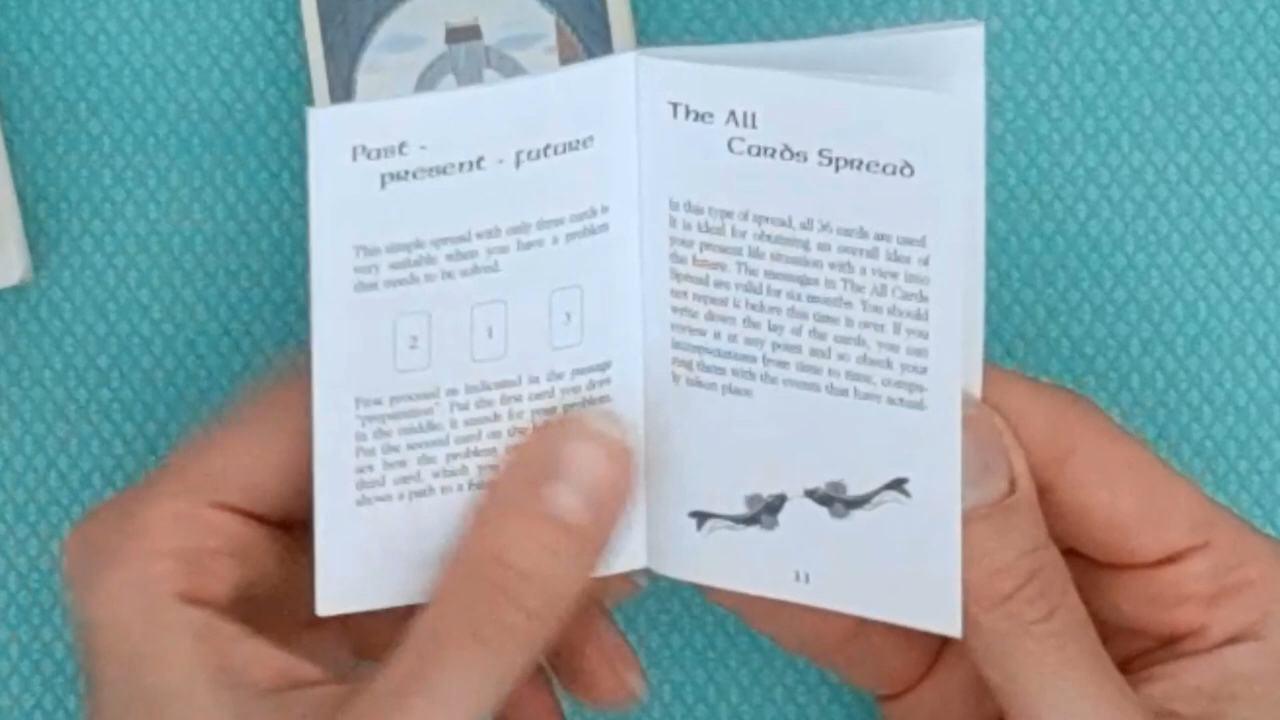 Past -
present - future
This simple spread with only three cards is
very suitable when you have a problem
that needs to be solved.
2 1 3
First proceed as indicated in the passage
"preparation". Put the first card you draw
in the middle, it stands for your problem.
Put the second card on the
how the problem
third card, which you
shows a path to a
The All
Cards Spread
In this type of spread, all 36 cards are used.
It is ideal for obtaining an overall idea of
your present life situation with a view into
the future. The messages in The All Cards
Spread are valid for six months. You should
not repeat it before this time is over. If you
write down the lay of the cards, you can
review it at any point and so check your
interpretations from time to time, compa-
ring them with the events that have actual-
ly taken place.
11